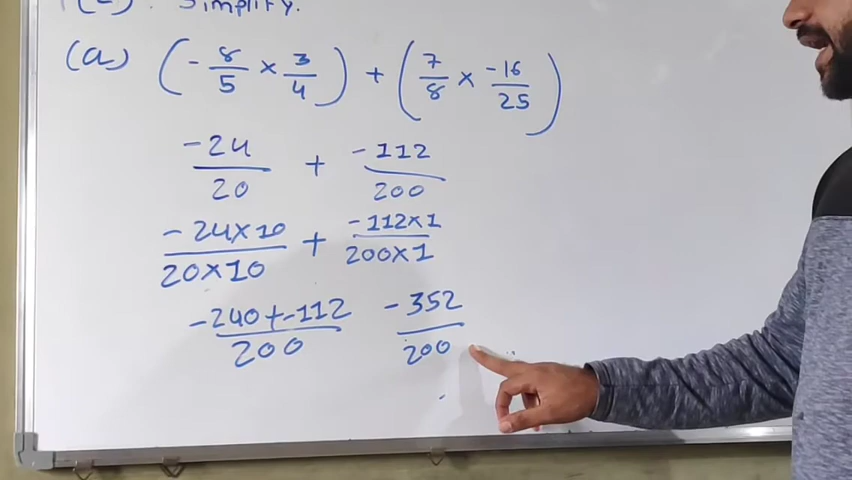 Simplify.
(a) (-8/5 × 3/4) + (7/8 × -16/25)
-24/20 + -112/200
-24×10/20×10 + -112×1/200×1
-240+-112/200 -352/200